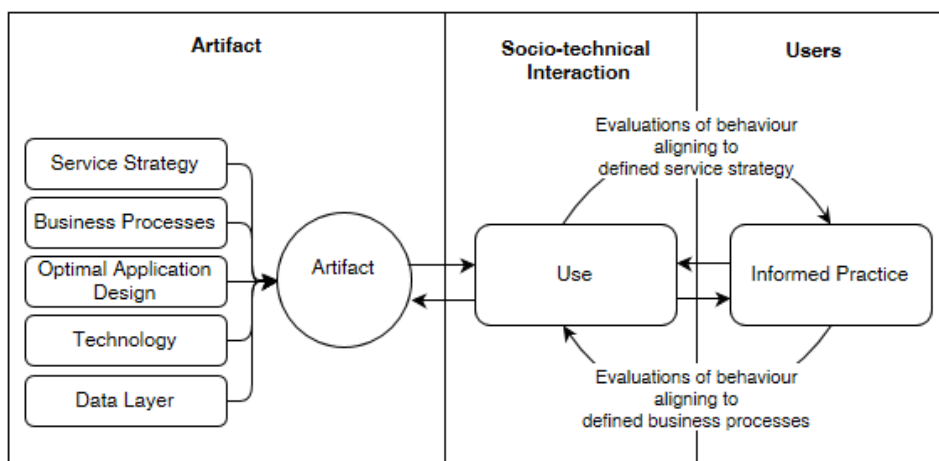 Artifact
Socio-technical
Interaction
Users
Evaluations of behaviour
aligning to
defined service strategy
Service Strategy
Business Processes
Optimal Application
Design
Technology
Data Layer
Artifact
Use
Informed Practice
Evaluations of behaviour
aligning to
defined business processes